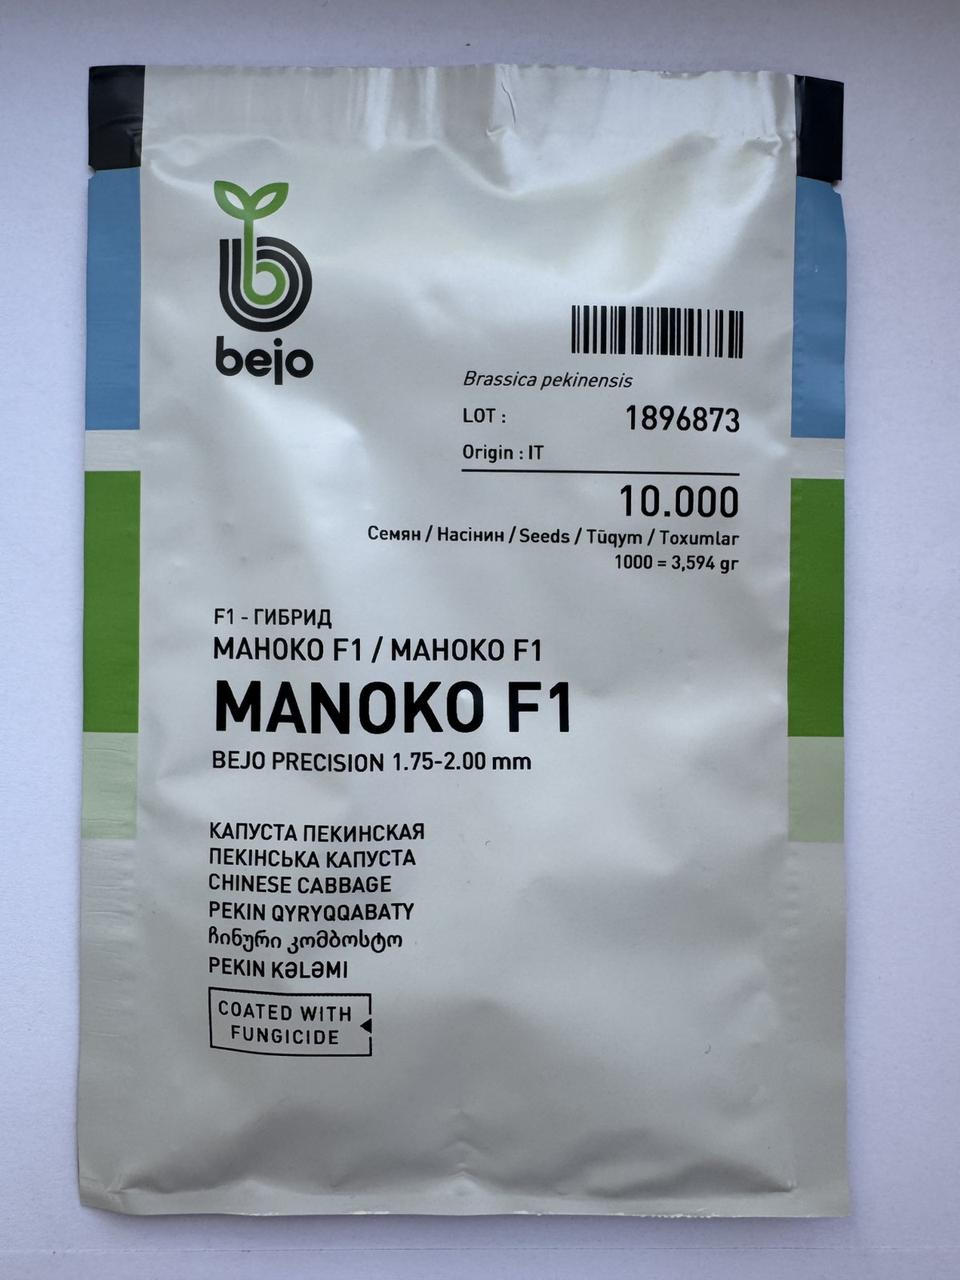 bejo
Brassica pekinensis
LOT : 1896873
Origin : IT
10.000
Семян / Насінин / Seeds / Tūqym / Toxumlar
1000 = 3,594 gr
F1 - ГИБРИД
МАНОКО F1 / МАНОКО F1
MANOKO F1
BEJO PRECISION 1.75-2.00 mm
КАПУСТА ПЕКИНСКАЯ
ПЕКІНСЬКА КАПУСТА
CHINESE CABBAGE
PEKIN QYRYQQABATY
ჩინური კომბოსტო
PEKIN KƏLƏMI
COATED WITH
FUNGICIDE